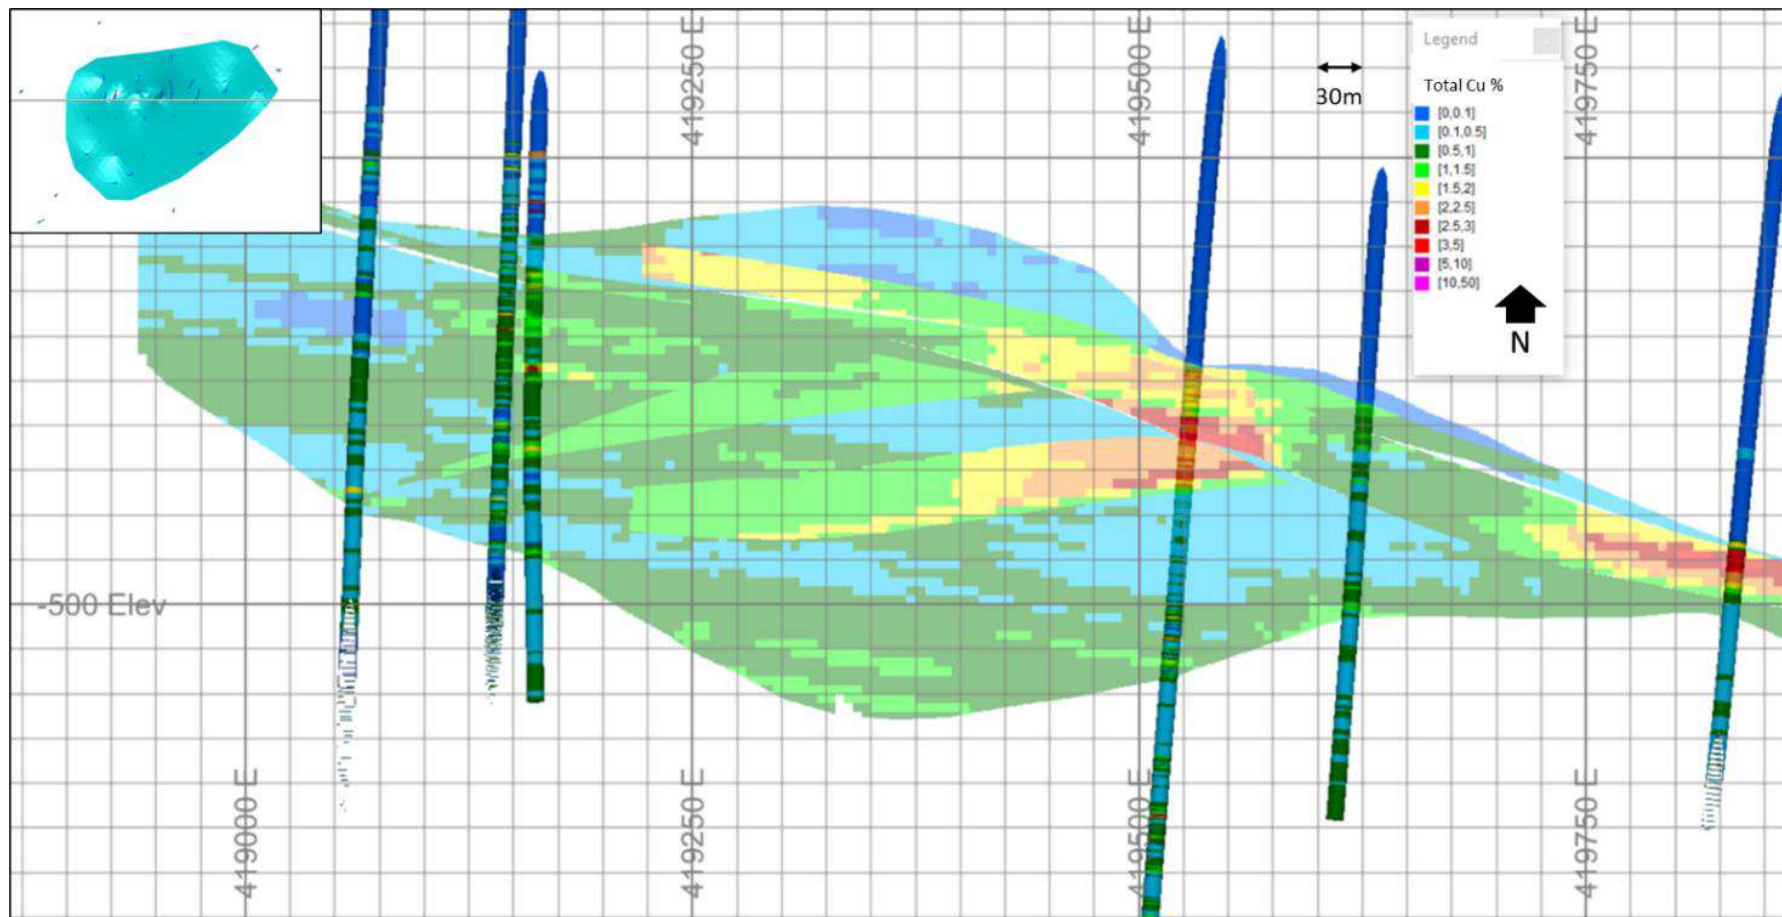 419250 E
419500 E
419750 E
30m
Legend
Total Cu %
[0,0.1]
[0.1,0.5]
[0.5,1]
[1,1.5]
[1.5,2]
[2,2.5]
[2.5,3]
[3,5]
[5,10]
[10,50]
N
-500 Elev
419000 E
419250 E
419500 E
419750 E